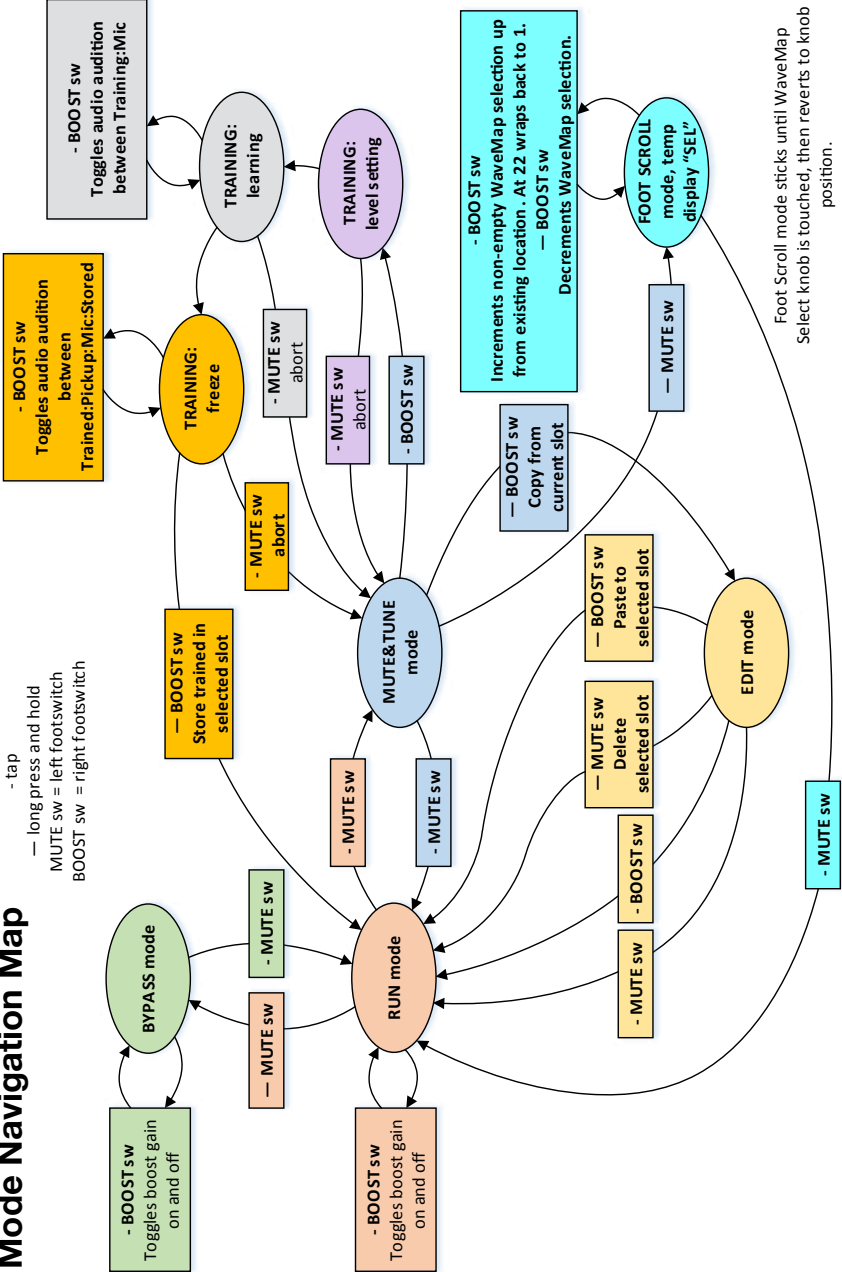 Mode Navigation Map
- tap
— long press and hold
MUTE sw = left footswitch
BOOST sw = right footswitch
- BOOST sw
Toggles boost gain
on and off
BYPASS mode
— MUTE sw
- MUTE sw
- BOOST sw
Toggles boost gain
on and off
RUN mode
- MUTE sw
- MUTE sw
MUTE&TUNE
mode
— BOOST sw
Store trained in
selected slot
- MUTE sw
abort
TRAINING:
freeze
- BOOST sw
Toggles audio audition
between
Trained:Pickup:Mic:Stored
- MUTE sw
abort
TRAINING:
learning
- BOOST sw
Toggles audio audition
between Training:Mic
- MUTE sw
abort
- BOOST sw
TRAINING:
level setting
- MUTE sw
- BOOST sw
— MUTE sw
Delete
selected slot
— BOOST sw
Paste to
selected slot
EDIT mode
— BOOST sw
Copy from
current slot
— MUTE sw
FOOT SCROLL
mode, temp
display “SEL”
- BOOST sw
Increments non-empty WaveMap selection up
from existing location. At 22 wraps back to 1.
— BOOST sw
Decrements WaveMap selection.
- MUTE sw
Foot Scroll mode sticks until WaveMap
Select knob is touched, then reverts to knob
position.